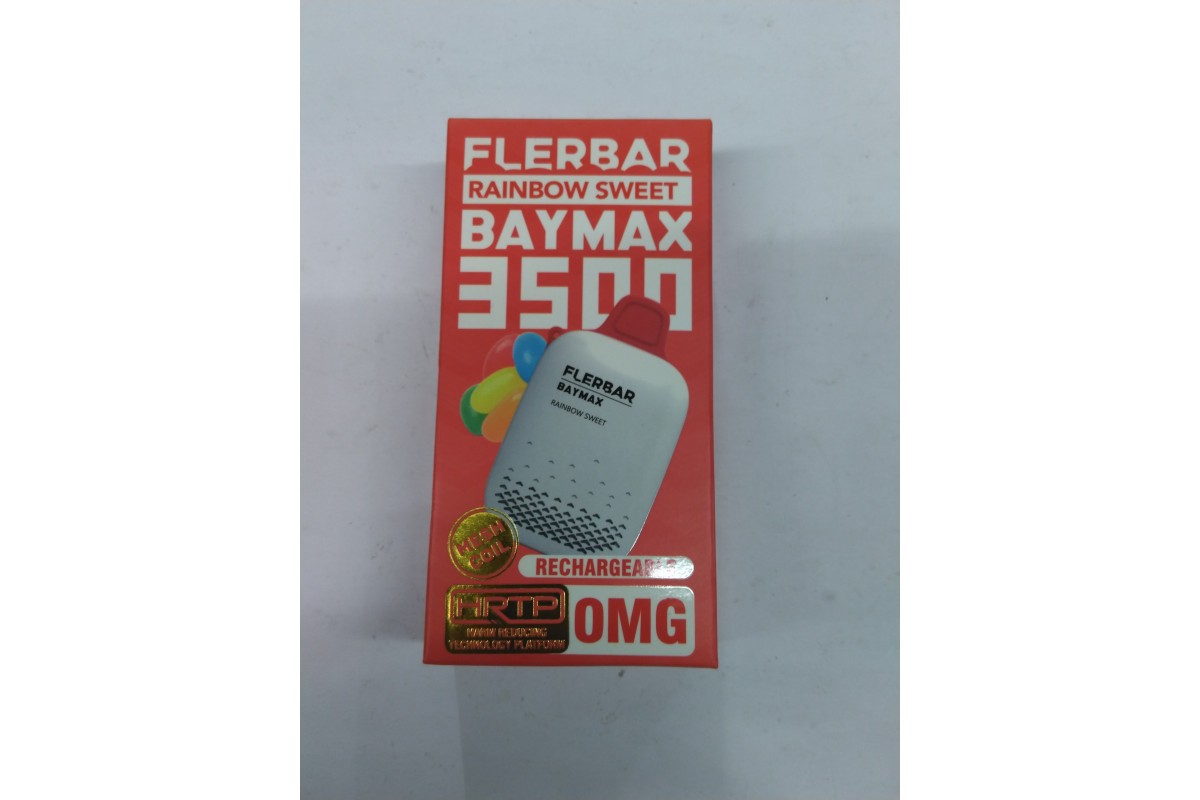 FLERBAR
RAINBOW SWEET
BAYMAX
3500
FLERBAR
BAYMAX
RAINBOW SWEET
MESH
COIL
RECHARGEABLE
HRTP
HARM REDUCING
TECHNOLOGY PLATFORM
0MG